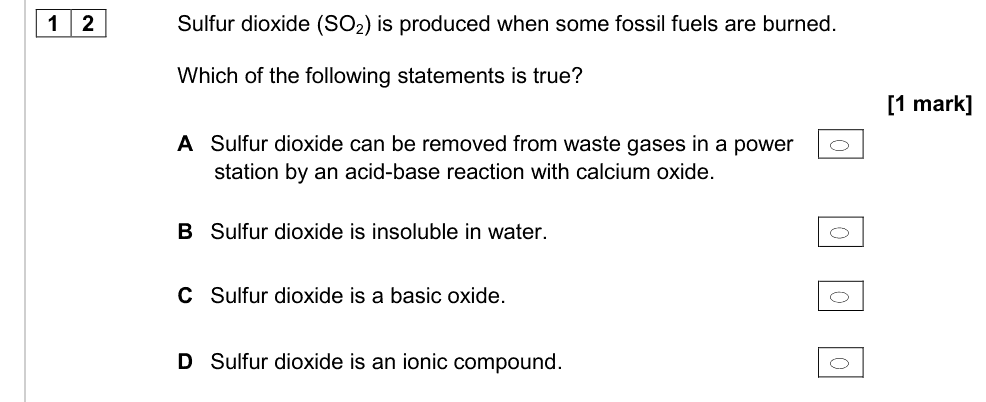 1 2 Sulfur dioxide (SO₂) is produced when some fossil fuels are burned.
Which of the following statements is true?
[1 mark]
A Sulfur dioxide can be removed from waste gases in a power
station by an acid-base reaction with calcium oxide.
B Sulfur dioxide is insoluble in water.
C Sulfur dioxide is a basic oxide.
D Sulfur dioxide is an ionic compound.